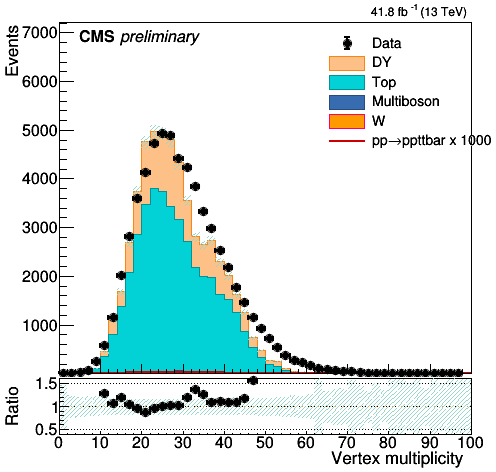 41.8 fb⁻¹ (13 TeV)
CMS preliminary
Events
7000
6000
5000
4000
3000
2000
1000
Data
DY
Top
Multiboson
W
pp→ppttbar x 1000
Ratio
1.5
1
0.5
0 10 20 30 40 50 60 70 80 90 100
Vertex multiplicity